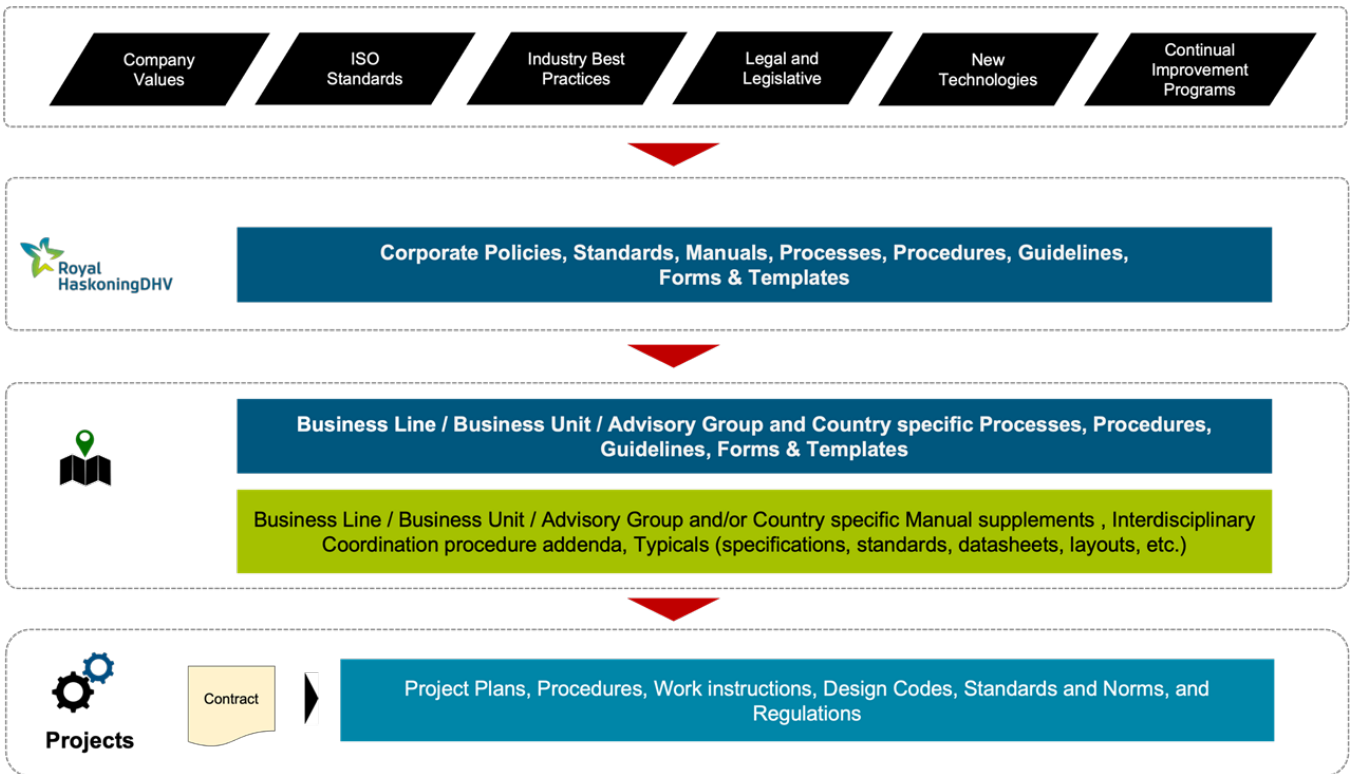 Company
Values
ISO
Standards
Industry Best
Practices
Legal and
Legislative
New
Technologies
Continual
Improvement
Programs
Royal
HaskoningDHV
Corporate Policies, Standards, Manuals, Processes, Procedures, Guidelines,
Forms & Templates
Business Line / Business Unit / Advisory Group and Country specific Processes, Procedures,
Guidelines, Forms & Templates
Business Line / Business Unit / Advisory Group and/or Country specific Manual supplements , Interdisciplinary
Coordination procedure addenda, Typicals (specifications, standards, datasheets, layouts, etc.)
Projects
Contract
Project Plans, Procedures, Work instructions, Design Codes, Standards and Norms, and
Regulations